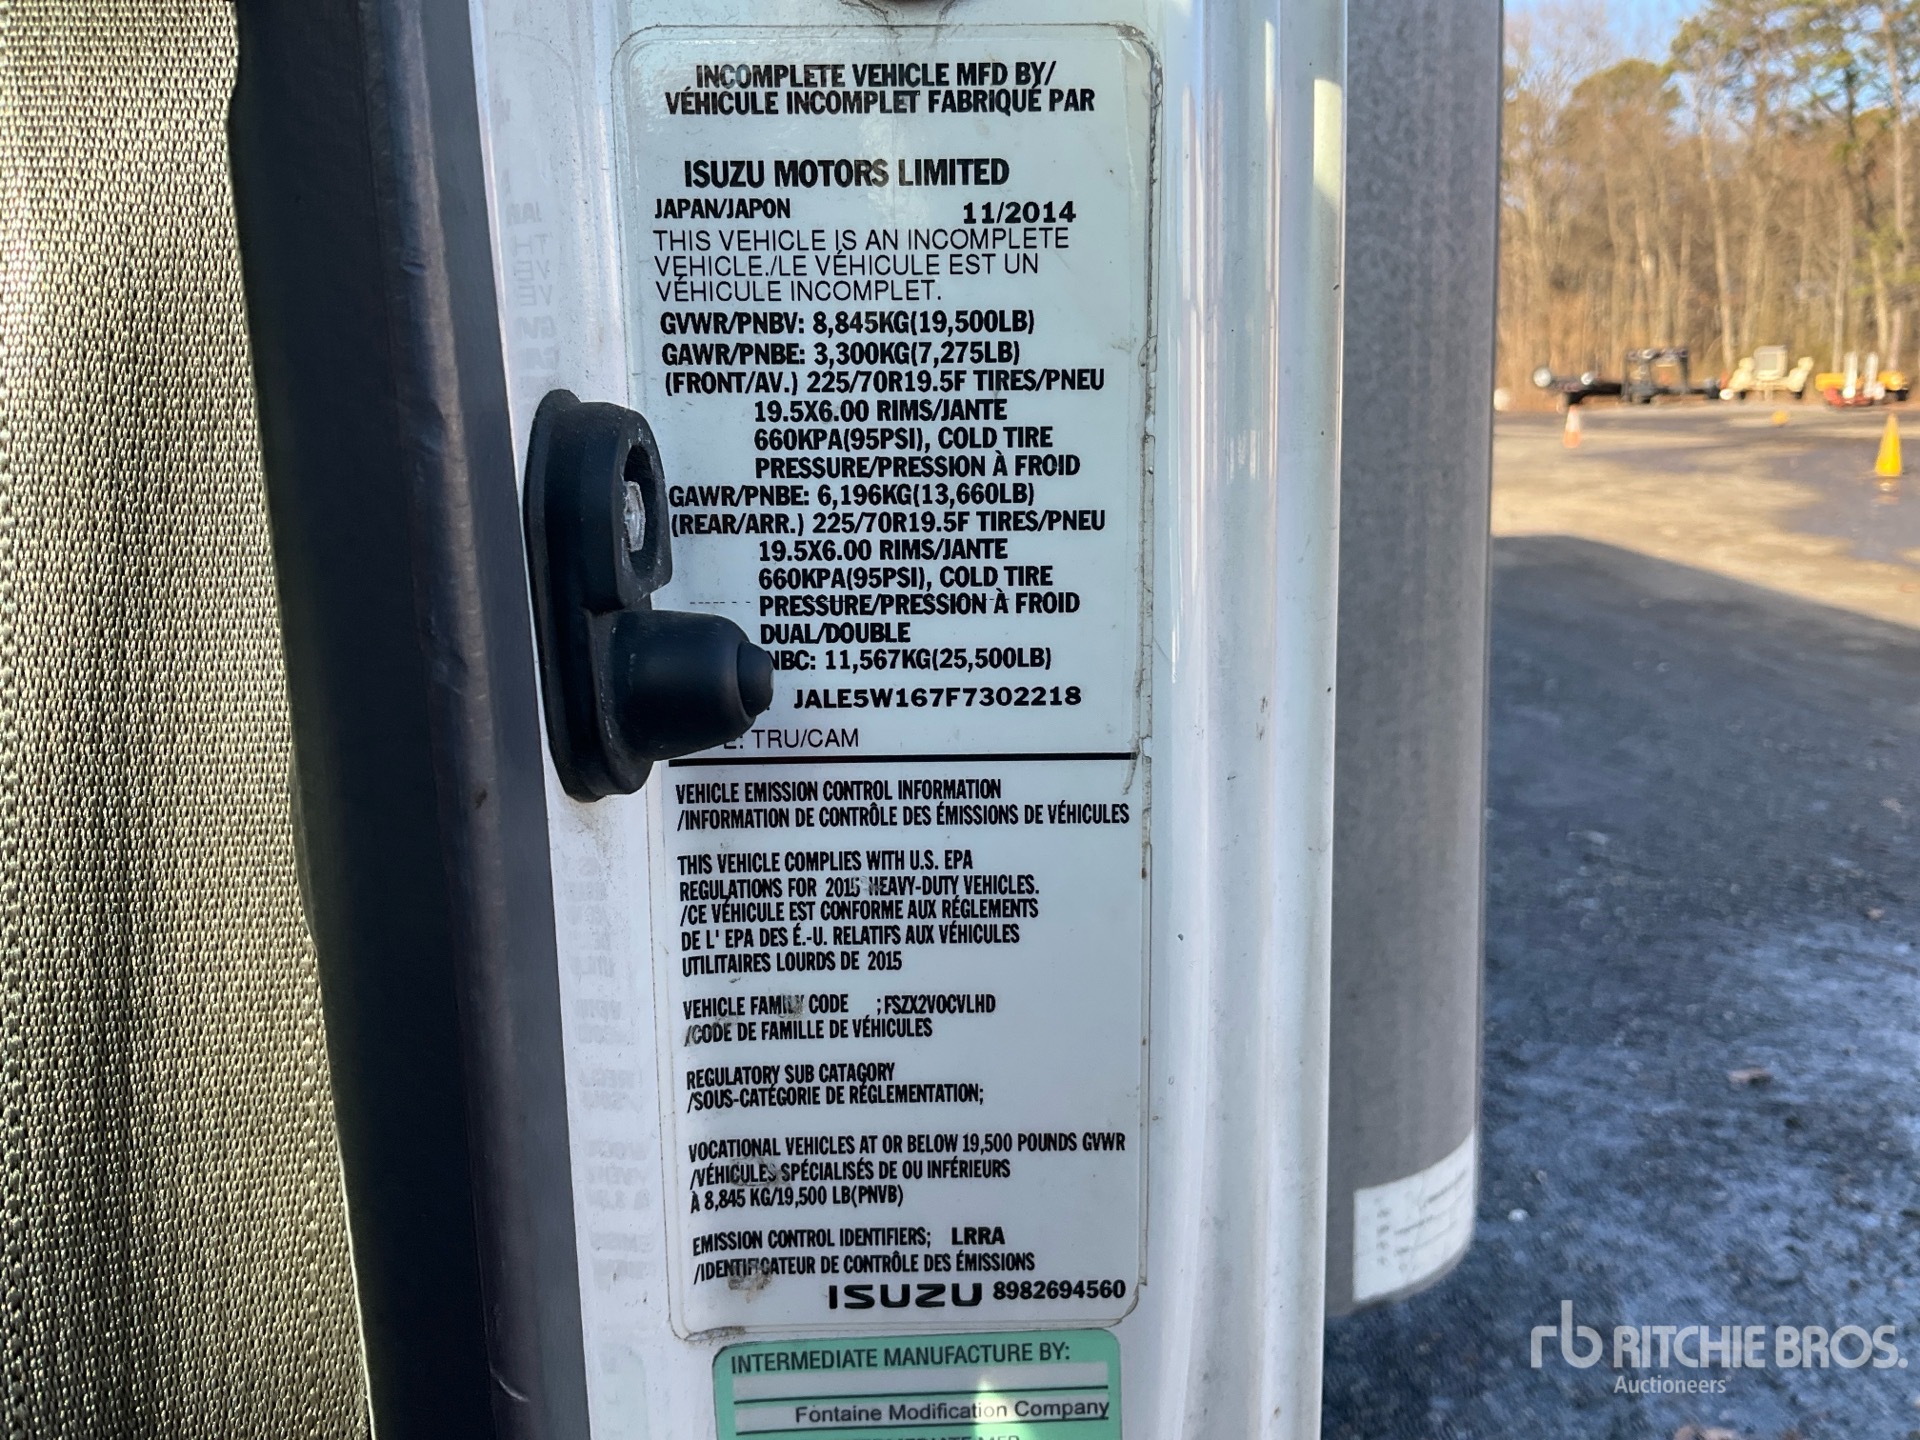 INCOMPLETE VEHICLE MFD BY/
VÉHICULE INCOMPLET FABRIQUÉ PAR
ISUZU MOTORS LIMITED
JAPAN/JAPON 11/2014
THIS VEHICLE IS AN INCOMPLETE
VEHICLE./LE VÉHICULE EST UN
VÉHICULE INCOMPLET.
GVWR/PNBV: 8,845KG(19,500LB)
GAWR/PNBE: 3,300KG(7,275LB)
(FRONT/AV.) 225/70R19.5F TIRES/PNEU
19.5X6.00 RIMS/JANTE
660KPA(95PSI), COLD TIRE
PRESSURE/PRESSION À FROID
GAWR/PNBE: 6,196KG(13,660LB)
(REAR/ARR.) 225/70R19.5F TIRES/PNEU
19.5X6.00 RIMS/JANTE
660KPA(95PSI), COLD TIRE
PRESSURE/PRESSION À FROID
DUAL/DOUBLE
NBC: 11,567KG(25,500LB)
JALE5W167F7302218
E: TRU/CAM
VEHICLE EMISSION CONTROL INFORMATION
/INFORMATION DE CONTRÔLE DES ÉMISSIONS DE VÉHICULES
THIS VEHICLE COMPLIES WITH U.S. EPA
REGULATIONS FOR 2015 HEAVY-DUTY VEHICLES.
/CE VÉHICULE EST CONFORME AUX RÉGLEMENTS
DE L' EPA DES É.-U. RELATIFS AUX VÉHICULES
UTILITAIRES LOURDS DE 2015
VEHICLE FAMILY CODE ; FSZX2VOCVLHD
/CODE DE FAMILLE DE VÉHICULES
REGULATORY SUB CATAGORY
/SOUS-CATÉGORIE DE RÉGLEMENTATION;
VOCATIONAL VEHICLES AT OR BELOW 19,500 POUNDS GVWR
/VÉHICULES SPÉCIALISÉS DE OU INFÉRIEURS
À 8,845 KG/19,500 LB(PNVB)
EMISSION CONTROL IDENTIFIERS; LRRA
/IDENTIFICATEUR DE CONTRÔLE DES ÉMISSIONS
ISUZU 8982694560
INTERMEDIATE MANUFACTURE BY:
Fontaine Modification Company
rb RITCHIE BROS.
Auctioneers